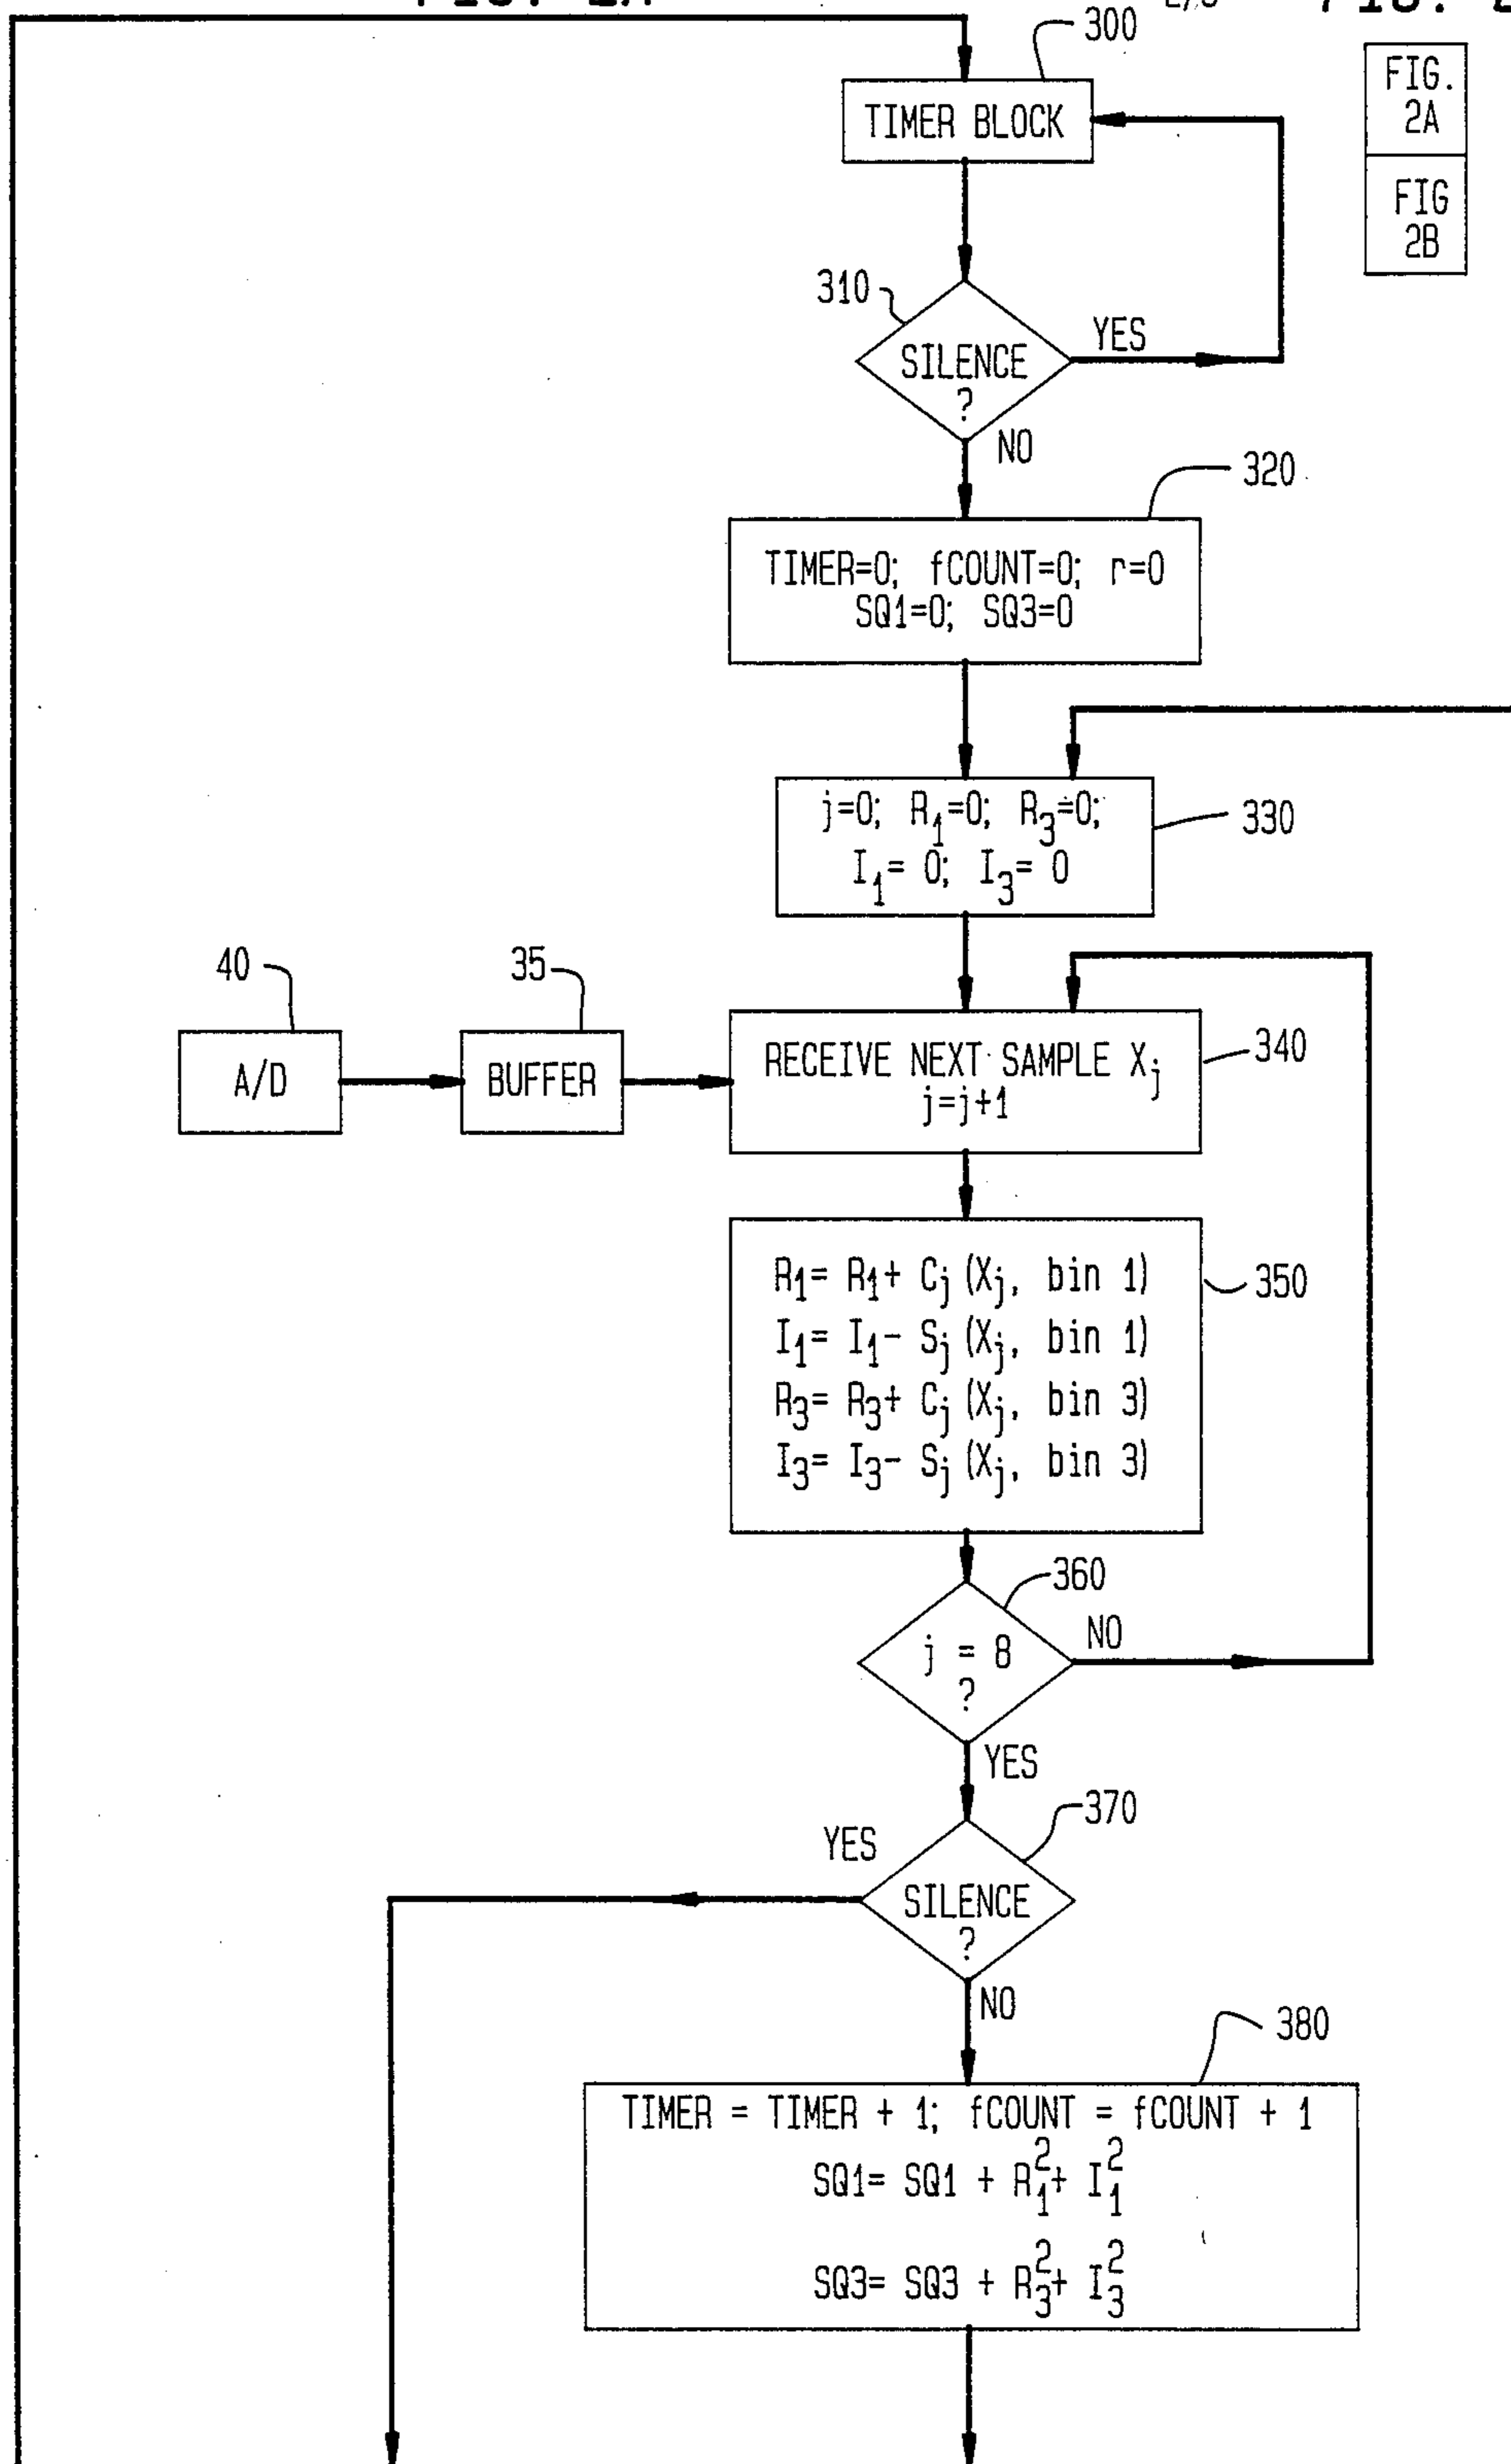 300
TIMER BLOCK
FIG.
2A
FIG
2B
310
SILENCE
?
YES
NO
320
TIMER=0; fCOUNT=0; r=0
SQ1=0; SQ3=0
j=0; R₁=0; R₃=0;
I₁= 0; I₃= 0
330
40
35
A/D
BUFFER
RECEIVE NEXT SAMPLE Xⱼ
j=j+1
340
R₁= R₁+ Cⱼ (Xⱼ, bin 1)
I₁= I₁- Sⱼ (Xⱼ, bin 1)
R₃= R₃+ Cⱼ (Xⱼ, bin 3)
I₃= I₃- Sⱼ (Xⱼ, bin 3)
350
360
j = 8
?
NO
YES
370
YES
SILENCE
?
NO
380
TIMER = TIMER + 1; fCOUNT = fCOUNT + 1
SQ1= SQ1 + R₁²+ I₁²
SQ3= SQ3 + R₃²+ I₃²